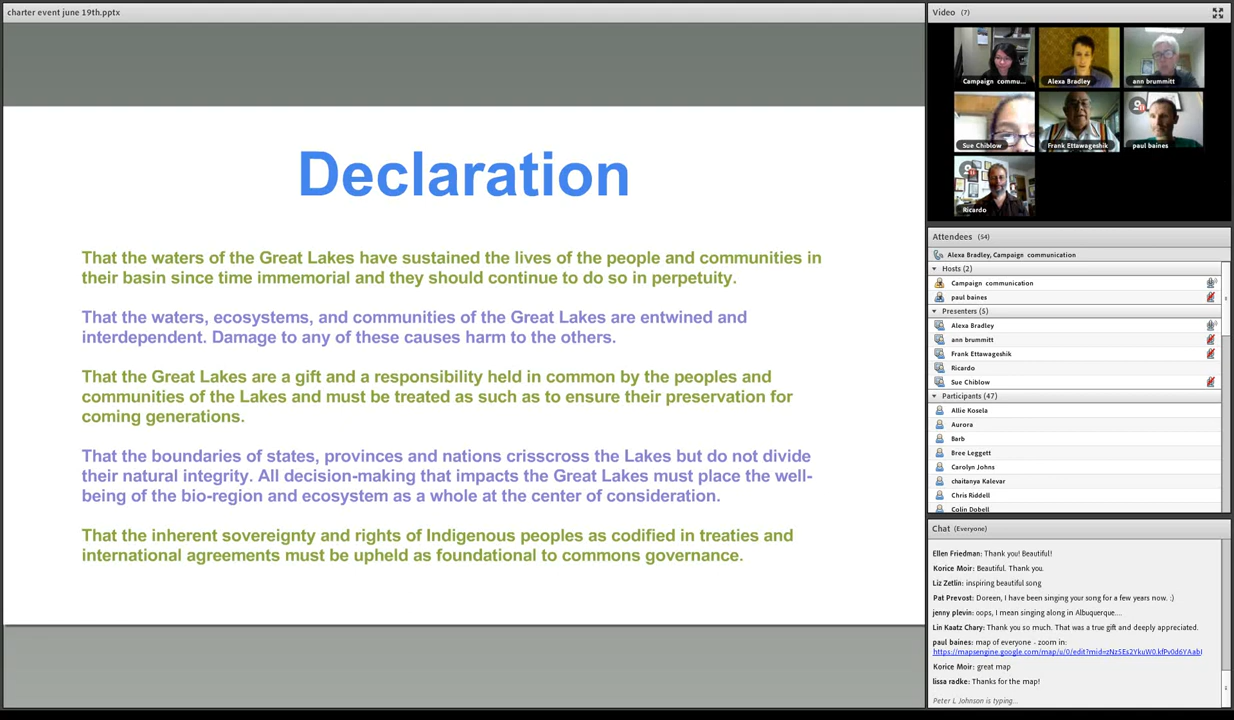 charter event june 19th.pptx
Declaration
That the waters of the Great Lakes have sustained the lives of the people and communities in
their basin since time immemorial and they should continue to do so in perpetuity.
That the waters, ecosystems, and communities of the Great Lakes are entwined and
interdependent. Damage to any of these causes harm to the others.
That the Great Lakes are a gift and a responsibility held in common by the peoples and
communities of the Lakes and must be treated as such as to ensure their preservation for
coming generations.
That the boundaries of states, provinces and nations crisscross the Lakes but do not divide
their natural integrity. All decision-making that impacts the Great Lakes must place the well-
being of the bio-region and ecosystem as a whole at the center of consideration.
That the inherent sovereignty and rights of Indigenous peoples as codified in treaties and
international agreements must be upheld as foundational to commons governance.
Video (7)
Campaign commu...
Alexa Bradley
ann brummitt
Sue Chiblow
Frank Ettawageshik
paul baines
Ricardo
Attendees (54)
Alexa Bradley, Campaign communication
Hosts (2)
Campaign communication
paul baines
Presenters (5)
Alexa Bradley
ann brummitt
Frank Ettawageshik
Ricardo
Sue Chiblow
Participants (47)
Allie Kosela
Aurora
Barb
Bree Leggett
Carolyn Johns
chaitanya Kalevar
Chris Riddell
Colin Dobell
Chat (Everyone)
Ellen Friedman: Thank you! Beautiful!
Korice Moir: Beautiful. Thank you.
Liz Zetlin: inspiring beautiful song
Pat Prevost: Doreen, I have been singing your song for a few years now. ;)
jenny plevin: oops, I mean singing along in Albuquerque....
Lin Kaatz Chary: Thank you so much. That was a true gift and deeply appreciated.
paul baines: map of everyone - zoom in:
Korice Moir: great map
lissa radke: Thanks for the map!
Peter L Johnson is typing...